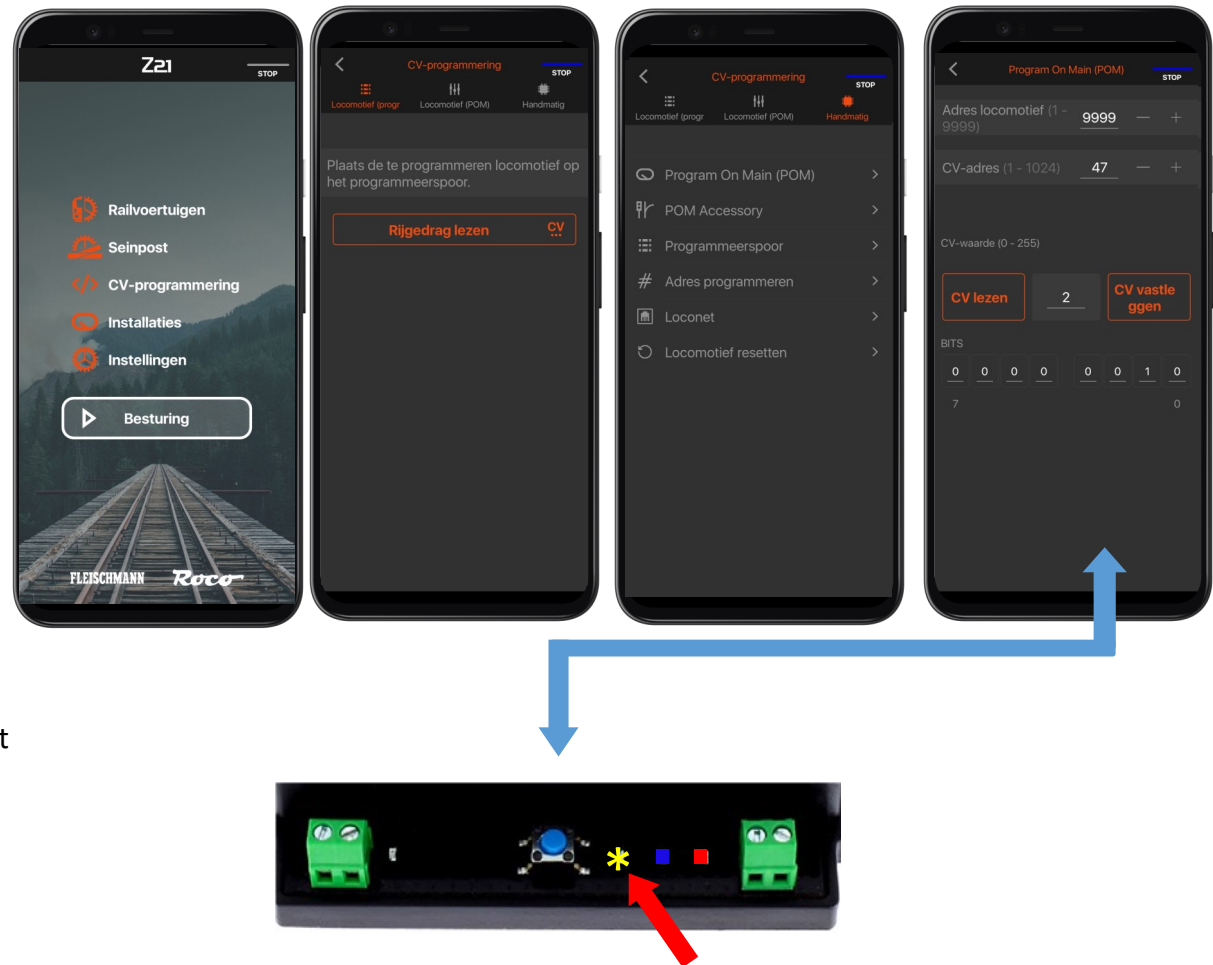 Z21
STOP
Railvoertuigen
Seinpost
CV-programmering
Installaties
Instellingen
Besturing
FLEISCHMANN Roco
CV-programmering
STOP
Locomotief (progr Locomotief (POM) Handmatig
Plaats de te programmeren locomotief op
het programmeerspoor.
Rijgedrag lezen CV
CV-programmering
STOP
Locomotief (progr Locomotief (POM) Handmatig
Program On Main (POM)
POM Accessory
Programmeerspoor
# Adres programmeren
Loconet
Locomotief resetten
Program On Main (POM)
STOP
Adres locomotief (1 -
9999) 9999 — +
CV-adres (1 - 1024) 47 — +
CV-waarde (0 – 255)
CV lezen 2 CV vastle
ggen
BITS
0 0 0 0 0 0 1 0
7 0
t
*